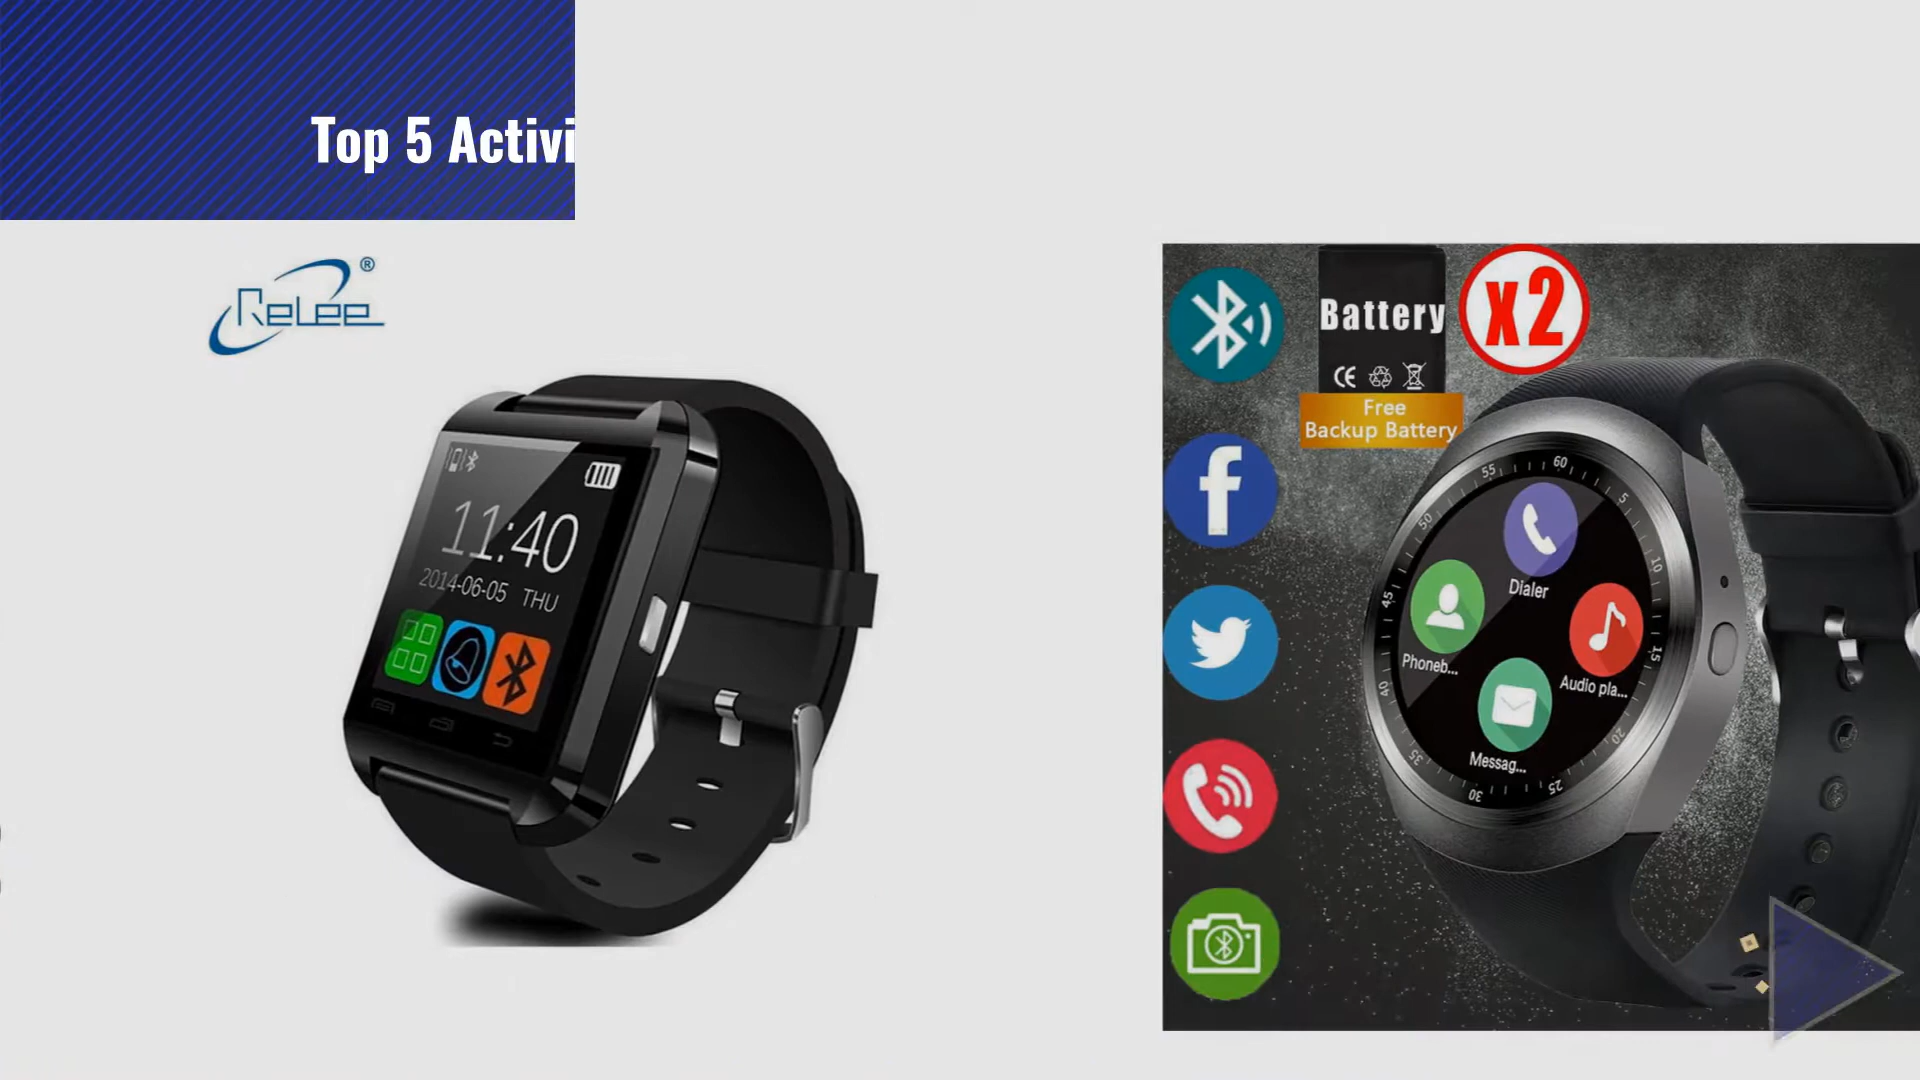 Top 5 Activi
ReLee®
11:40
2014-06-05 THU
Battery
x2
CE
Free
Backup Battery
55
60
5
50
10
45
15
40
20
35
30
25
Dialer
Phoneb...
Audio pla...
Messag...